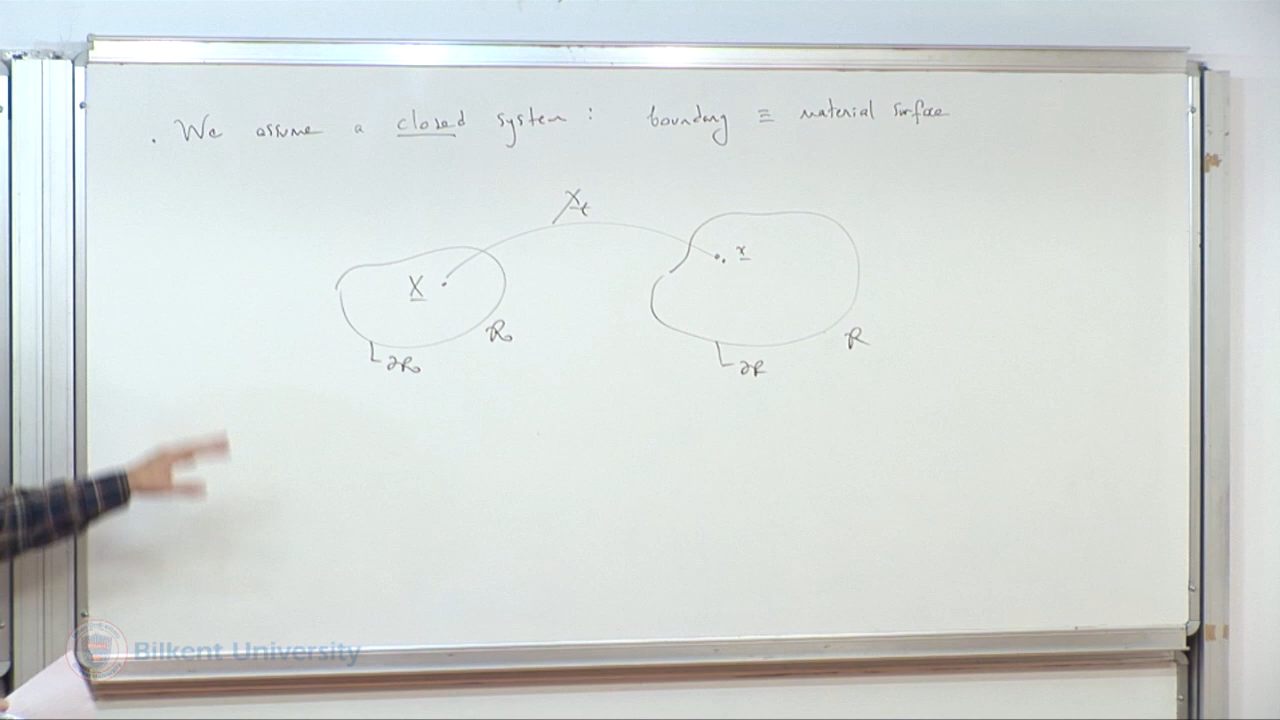 . We assume a closed system : boundary ≡ material surface
χₜ
X
x
R₀
R
∂R₀
∂R
Bilkent University